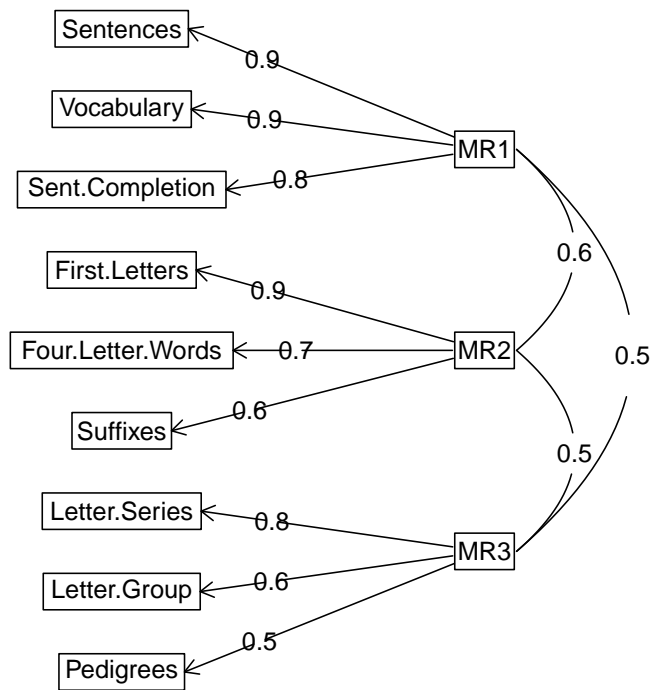 Sentences
0.9
Vocabulary
0.9
MR1
Sent.Completion
0.8
0.6
First.Letters
0.9
Four.Letter.Words
0.7
MR2
0.5
Suffixes
0.6
0.5
Letter.Series
0.8
MR3
Letter.Group
0.6
Pedigrees
0.5